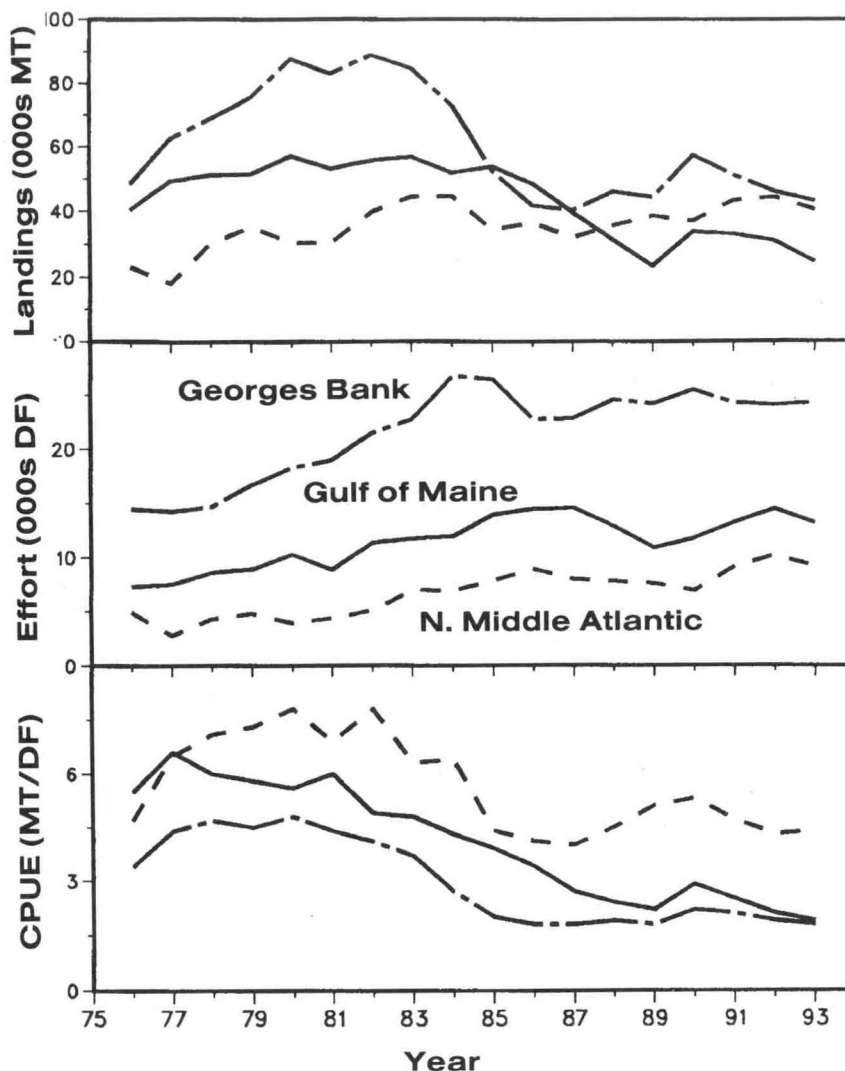 100
80
60
40
20
0
Landings (000s MT)
Georges Bank
Gulf of Maine
N. Middle Atlantic
20
10
0
Effort (000s DF)
6
3
0
CPUE (MT/DF)
75 77 79 81 83 85 87 89 91 93
Year